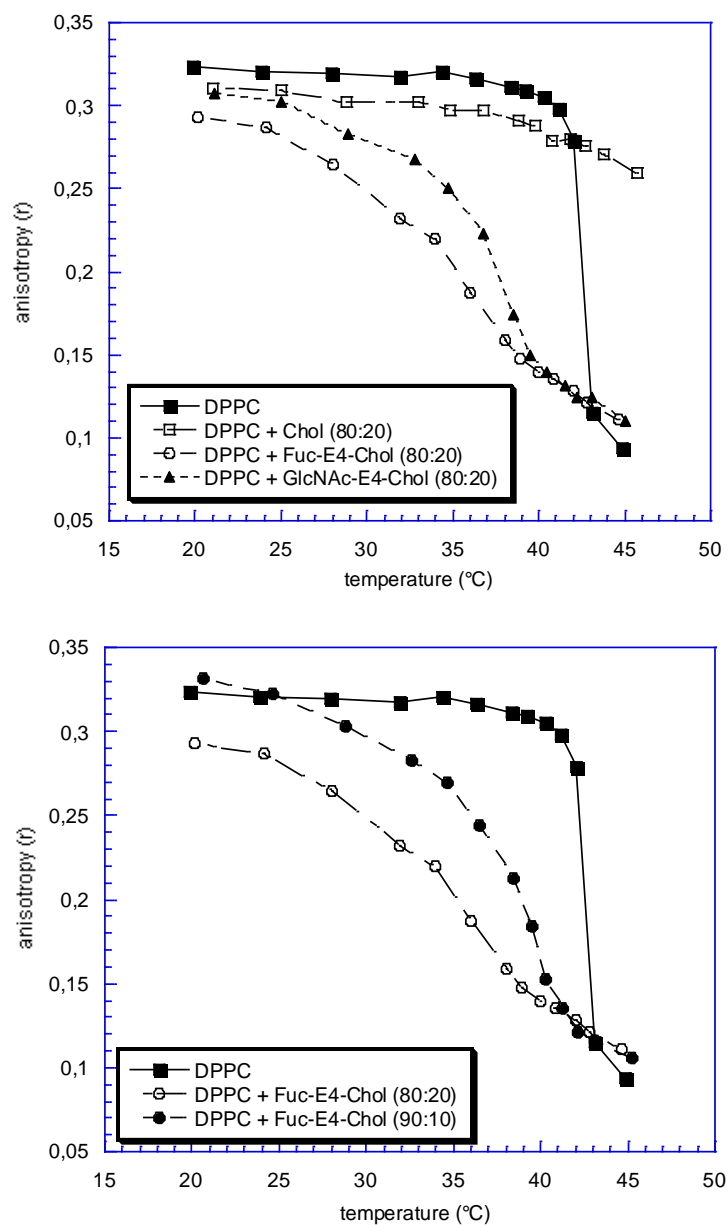 0,35
0,3
0,25
0,2
0,15
0,1
0,05
anisotropy (r)
DPPC
DPPC + Chol (80:20)
DPPC + Fuc-E4-Chol (80:20)
DPPC + GlcNAc-E4-Chol (80:20)
15 20 25 30 35 40 45 50
temperature (°C)
0,35
0,3
0,25
0,2
0,15
0,1
0,05
anisotropy (r)
DPPC
DPPC + Fuc-E4-Chol (80:20)
DPPC + Fuc-E4-Chol (90:10)
15 20 25 30 35 40 45 50
temperature (°C)